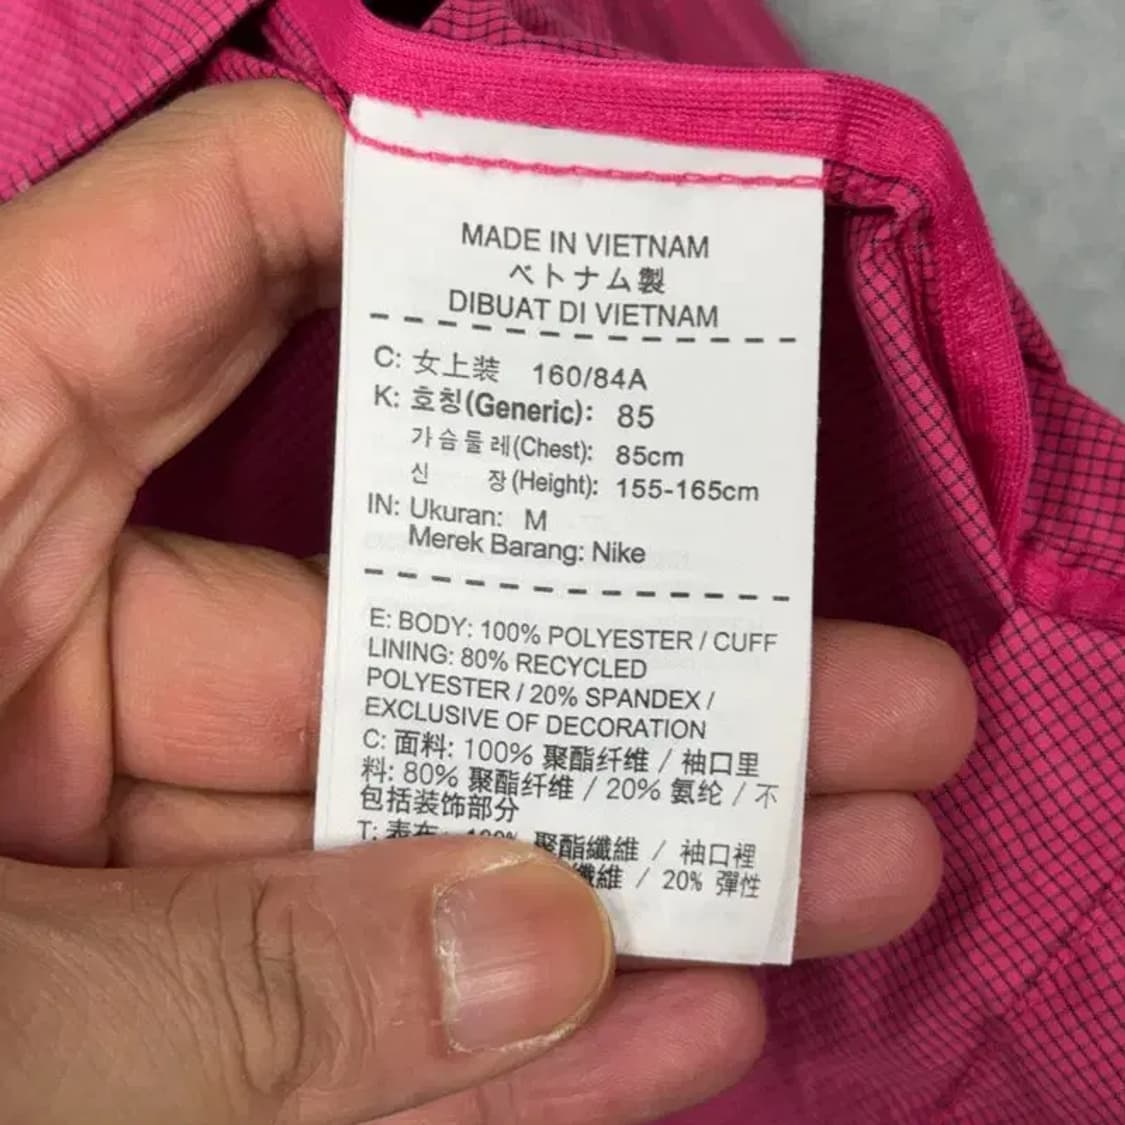 MADE IN VIETNAM
ベトナム製
DIBUAT DI VIETNAM
C: 女上装 160/84A
K: 호칭(Generic): 85
가슴둘레(Chest): 85cm
신 장(Height): 155-165cm
IN: Ukuran: M
Merek Barang: Nike
E: BODY: 100% POLYESTER / CUFF
LINING: 80% RECYCLED
POLYESTER / 20% SPANDEX /
EXCLUSIVE OF DECORATION
C: 面料: 100% 聚酯纤维 / 袖口里
料: 80% 聚酯纤维 / 20% 氨纶 / 不
包括装饰部分
T: 表布: 100% 聚酯纖維 / 袖口裡
纖維 / 20% 彈性